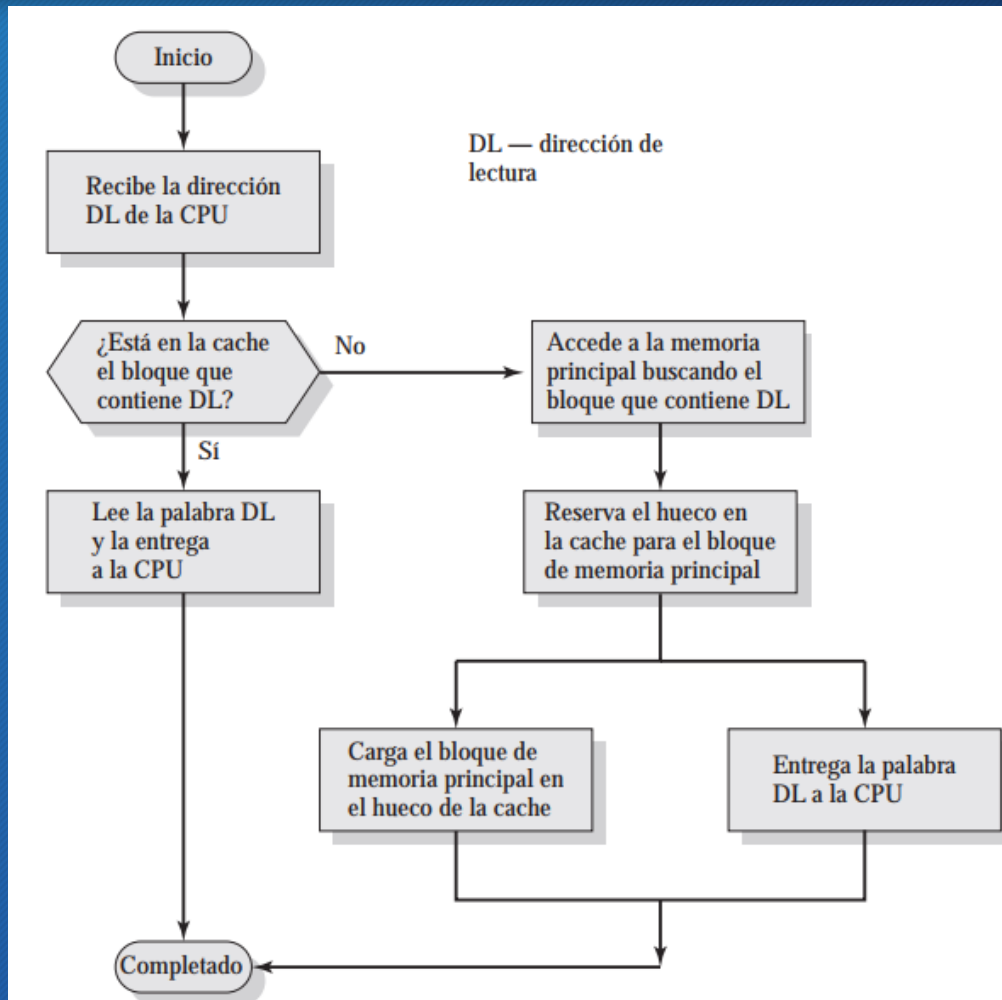 Inicio
DL — dirección de
lectura
Recibe la dirección
DL de la CPU
¿Está en la cache
el bloque que
contiene DL?
No
Accede a la memoria
principal buscando el
bloque que contiene DL
Sí
Lee la palabra DL
y la entrega
a la CPU
Reserva el hueco en
la cache para el bloque
de memoria principal
Carga el bloque de
memoria principal en
el hueco de la cache
Entrega la palabra
DL a la CPU
Completado